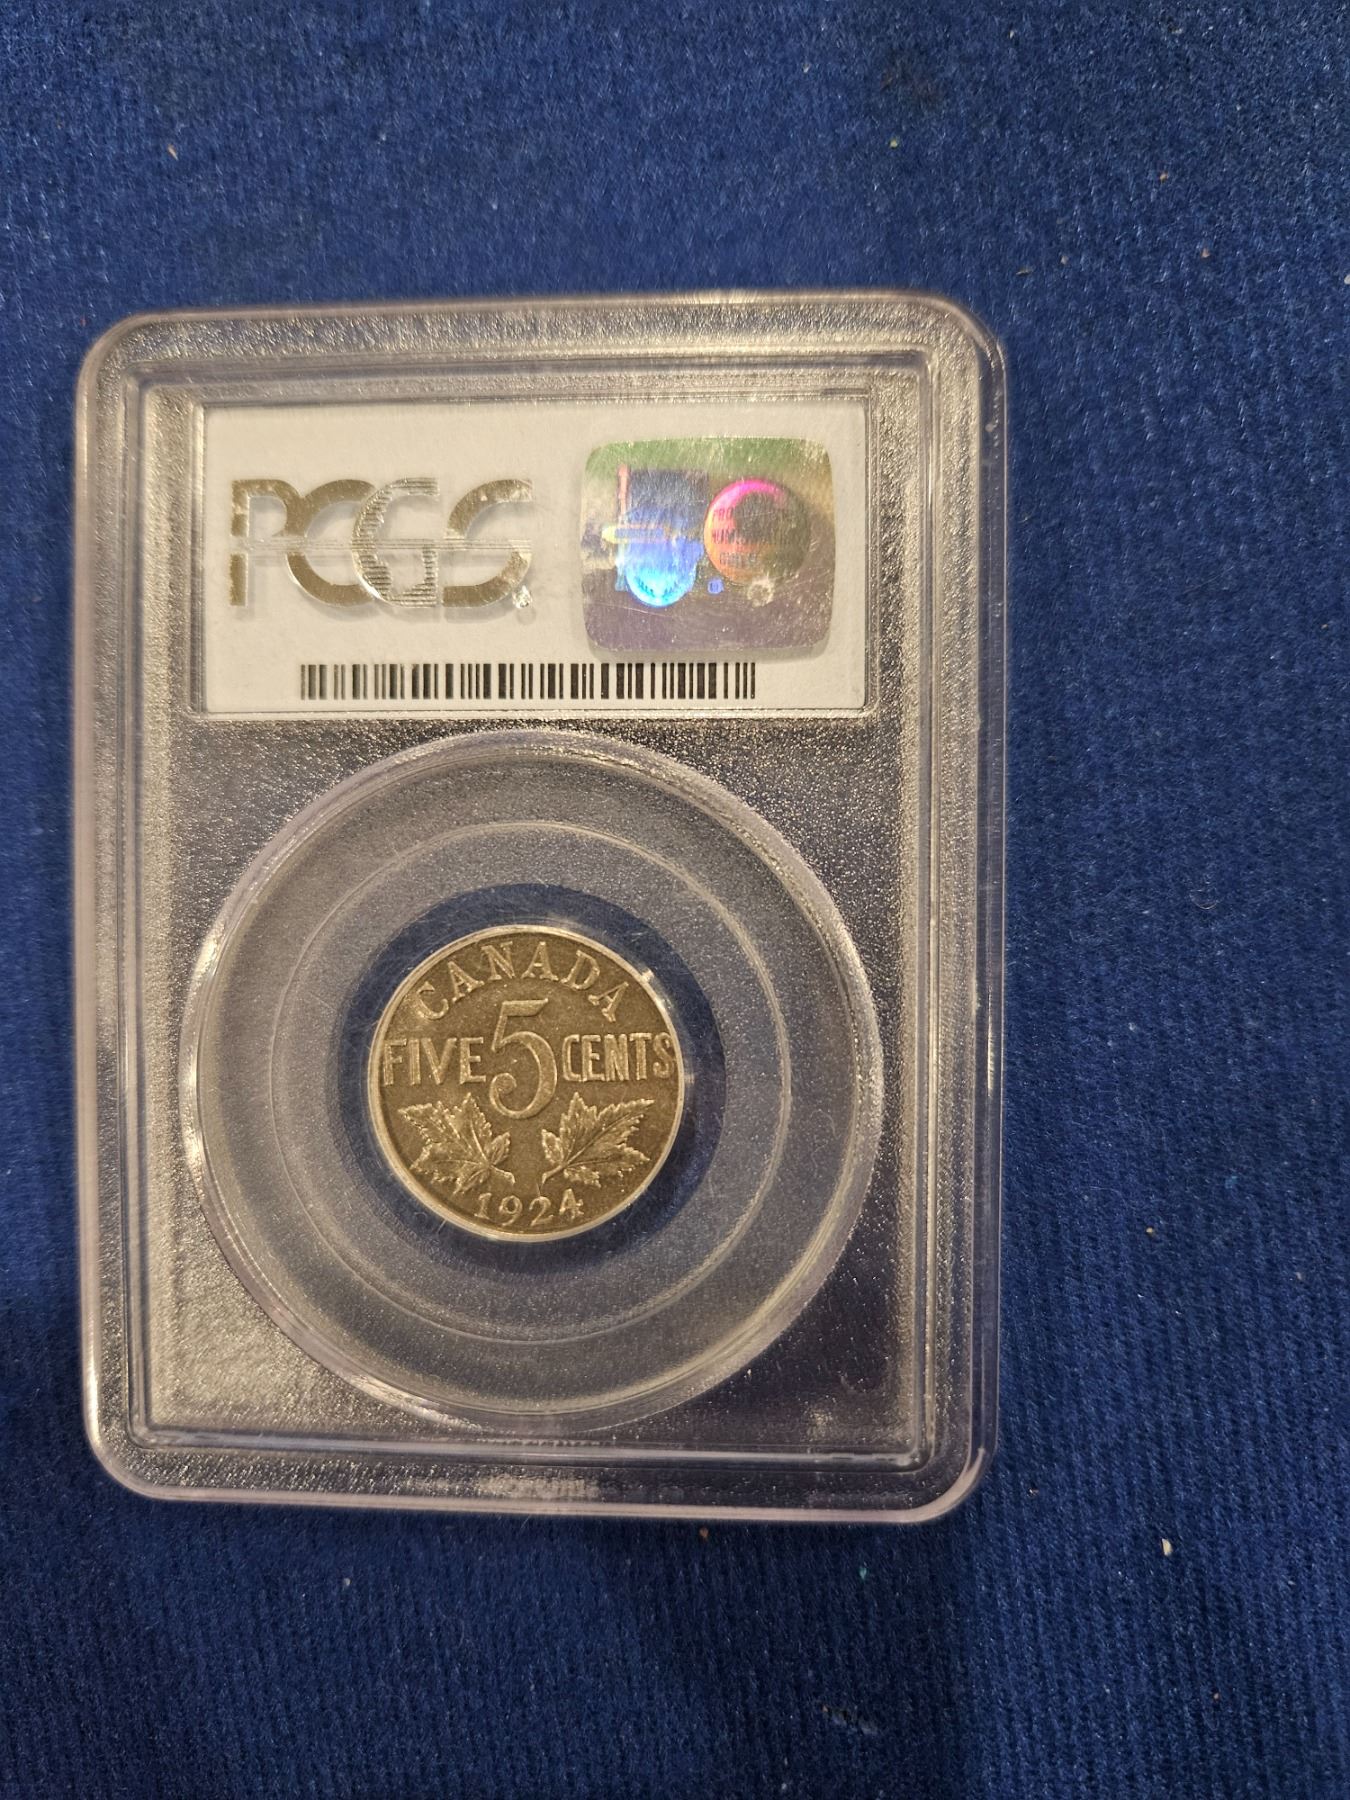 PCGS
CANADA
FIVE 5 CENTS
1924